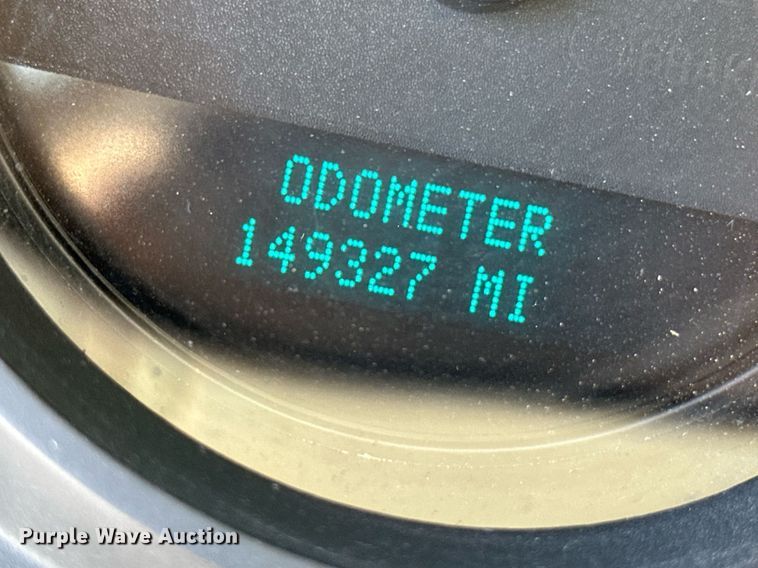 ODOMETER
149327 MI
Purple Wave Auction